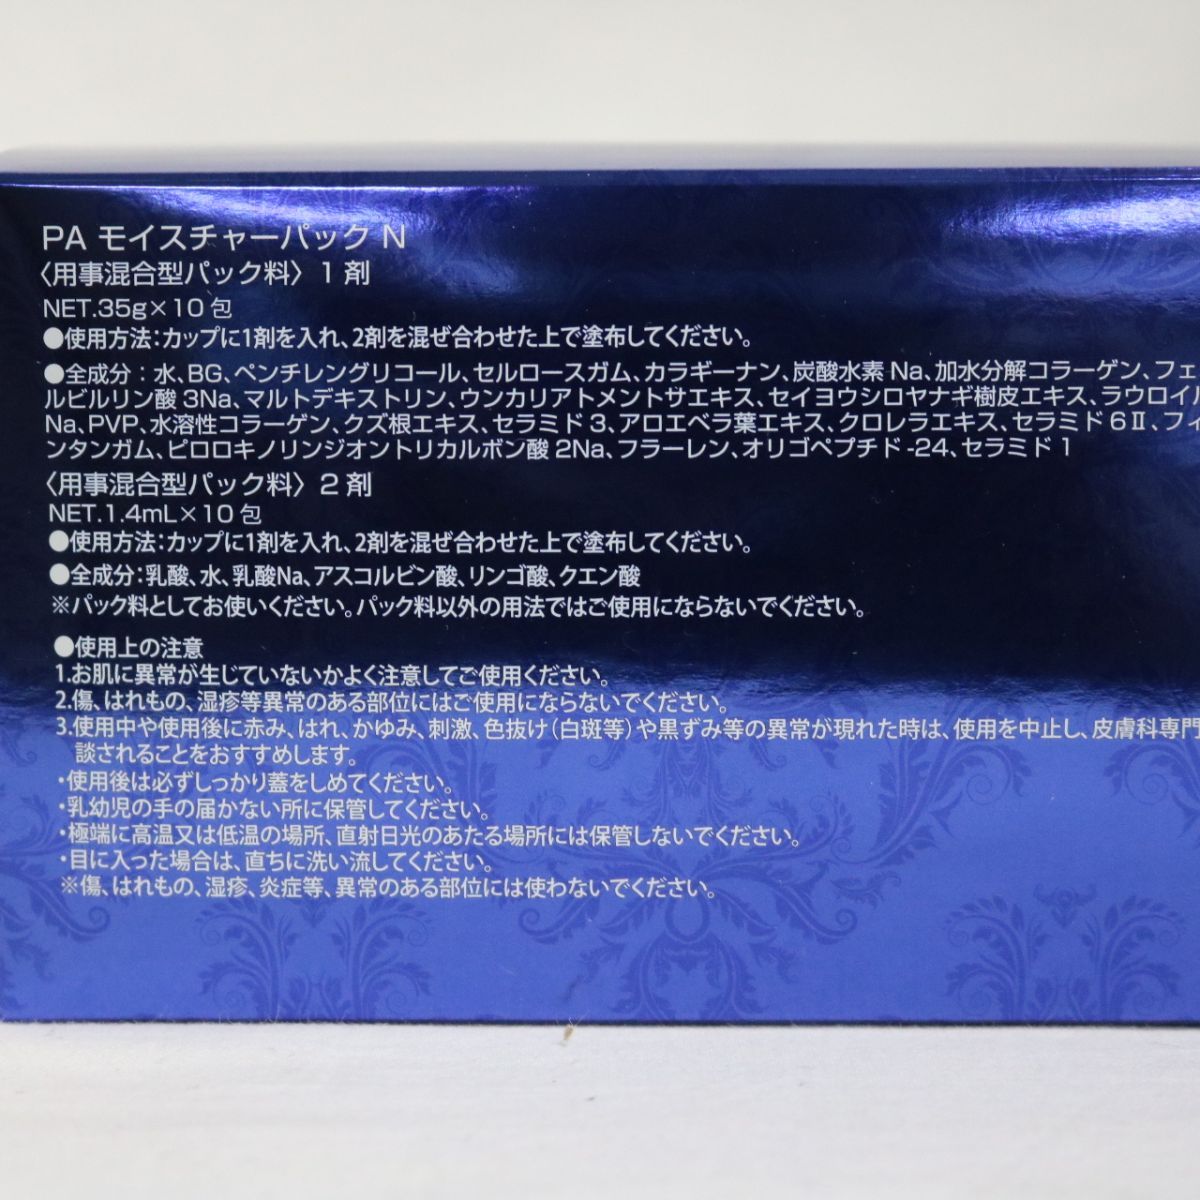 PA モイスチャーパック N
〈用事混合型パック料〉1剤
NET.35g×10包
●使用方法：カップに1剤を入れ、2剤を混ぜ合わせた上で塗布してください。
●全成分：水、BG、ペンチレングリコール、セルロースガム、カラギーナン、炭酸水素Na、加水分解コラーゲン、フェ
ルビルリン酸3Na、マルトデキストリン、ウンカリアトメントサエキス、セイヨウシロヤナギ樹皮エキス、ラウロイル
Na、PVP、水溶性コラーゲン、クズ根エキス、セラミド3、アロエベラ葉エキス、クロレラエキス、セラミド6Ⅱ、フィ
ンタンガム、ピロロキノリンジオントリカルボン酸2Na、フラーレン、オリゴペプチド-24、セラミド1
〈用事混合型パック料〉2剤
NET.1.4mL×10包
●使用方法：カップに1剤を入れ、2剤を混ぜ合わせた上で塗布してください。
●全成分：乳酸、水、乳酸Na、アスコルビン酸、リンゴ酸、クエン酸
※パック料としてお使いください。パック料以外の用法ではご使用にならないでください。
●使用上の注意
1.お肌に異常が生じていないかよく注意してご使用ください。
2.傷、はれもの、湿疹等異常のある部位にはご使用にならないでください。
3.使用中や使用後に赤み、はれ、かゆみ、刺激、色抜け（白斑等）や黒ずみ等の異常が現れた時は、使用を中止し、皮膚科専門
談されることをおすすめします。
・使用後は必ずしっかり蓋をしめてください。
・乳幼児の手の届かない所に保管してください。
・極端に高温又は低温の場所、直射日光のあたる場所には保管しないでください。
・目に入った場合は、直ちに洗い流してください。
※傷、はれもの、湿疹、炎症等、異常のある部位には使わないでください。